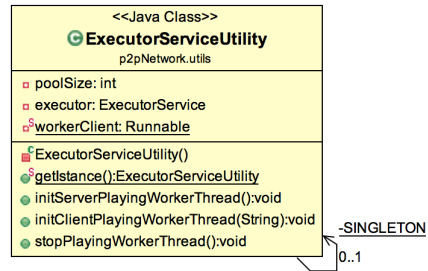 <<Java Class>>
ExecutorServiceUtility
p2pNetwork.utils
poolSize: int
executor: ExecutorService
workerClient: Runnable
ExecutorServiceUtility()
getIstance():ExecutorServiceUtility
initServerPlayingWorkerThread():void
initClientPlayingWorkerThread(String):void
stopPlayingWorkerThread():void
-SINGLETON
0..1